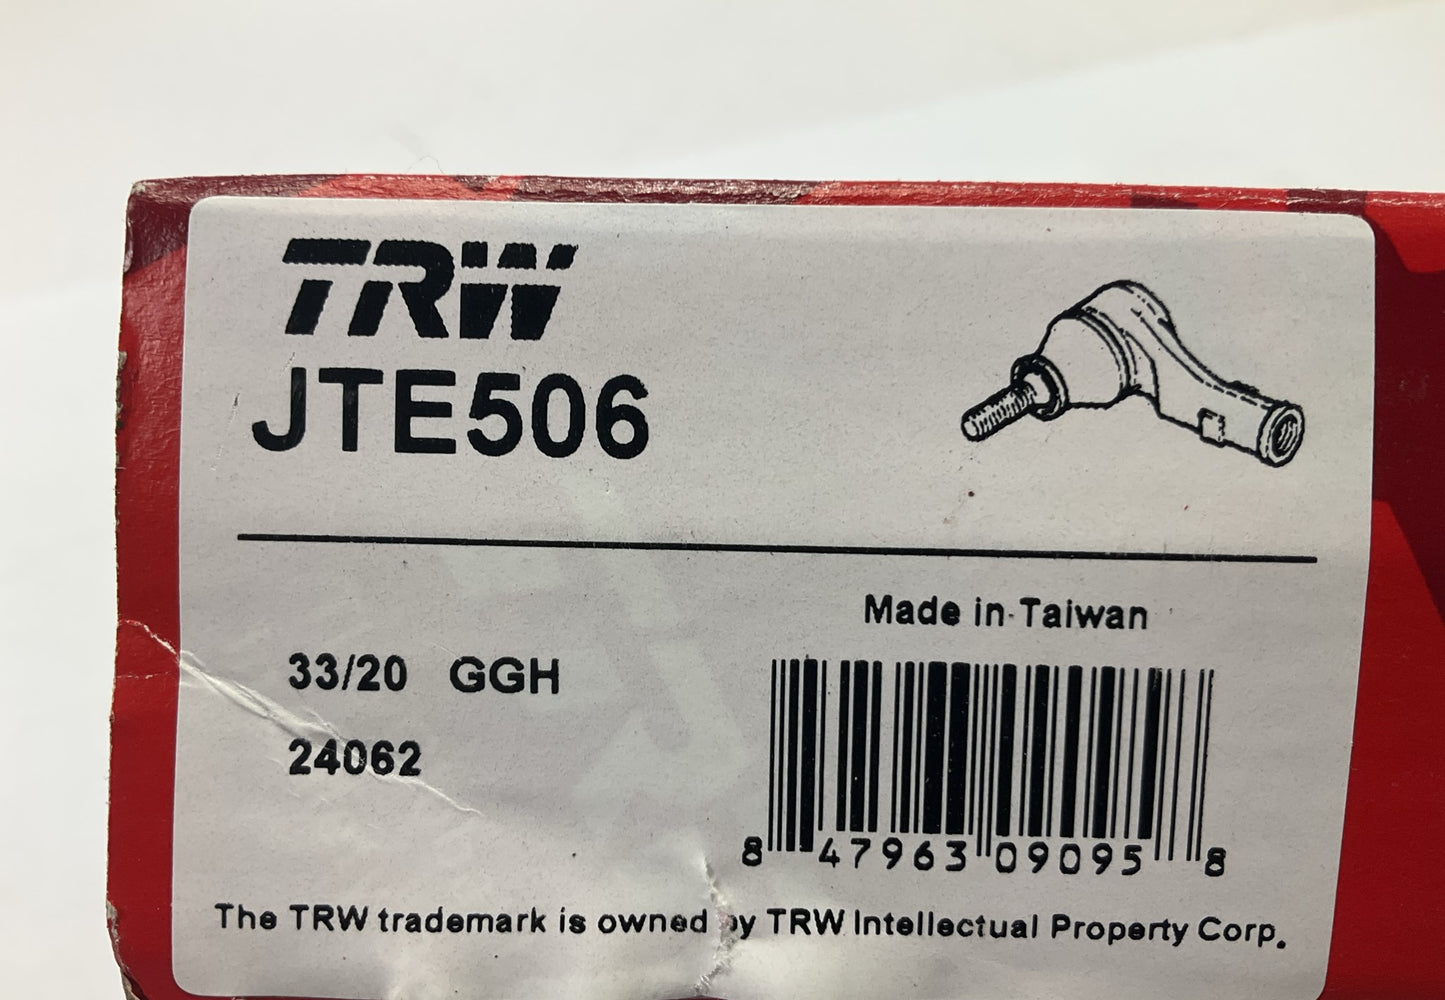 TRW
JTE506
Made in Taiwan
33/20 GGH
24062
8 47963 09095 8
The TRW trademark is owned by TRW Intellectual Property Corp.